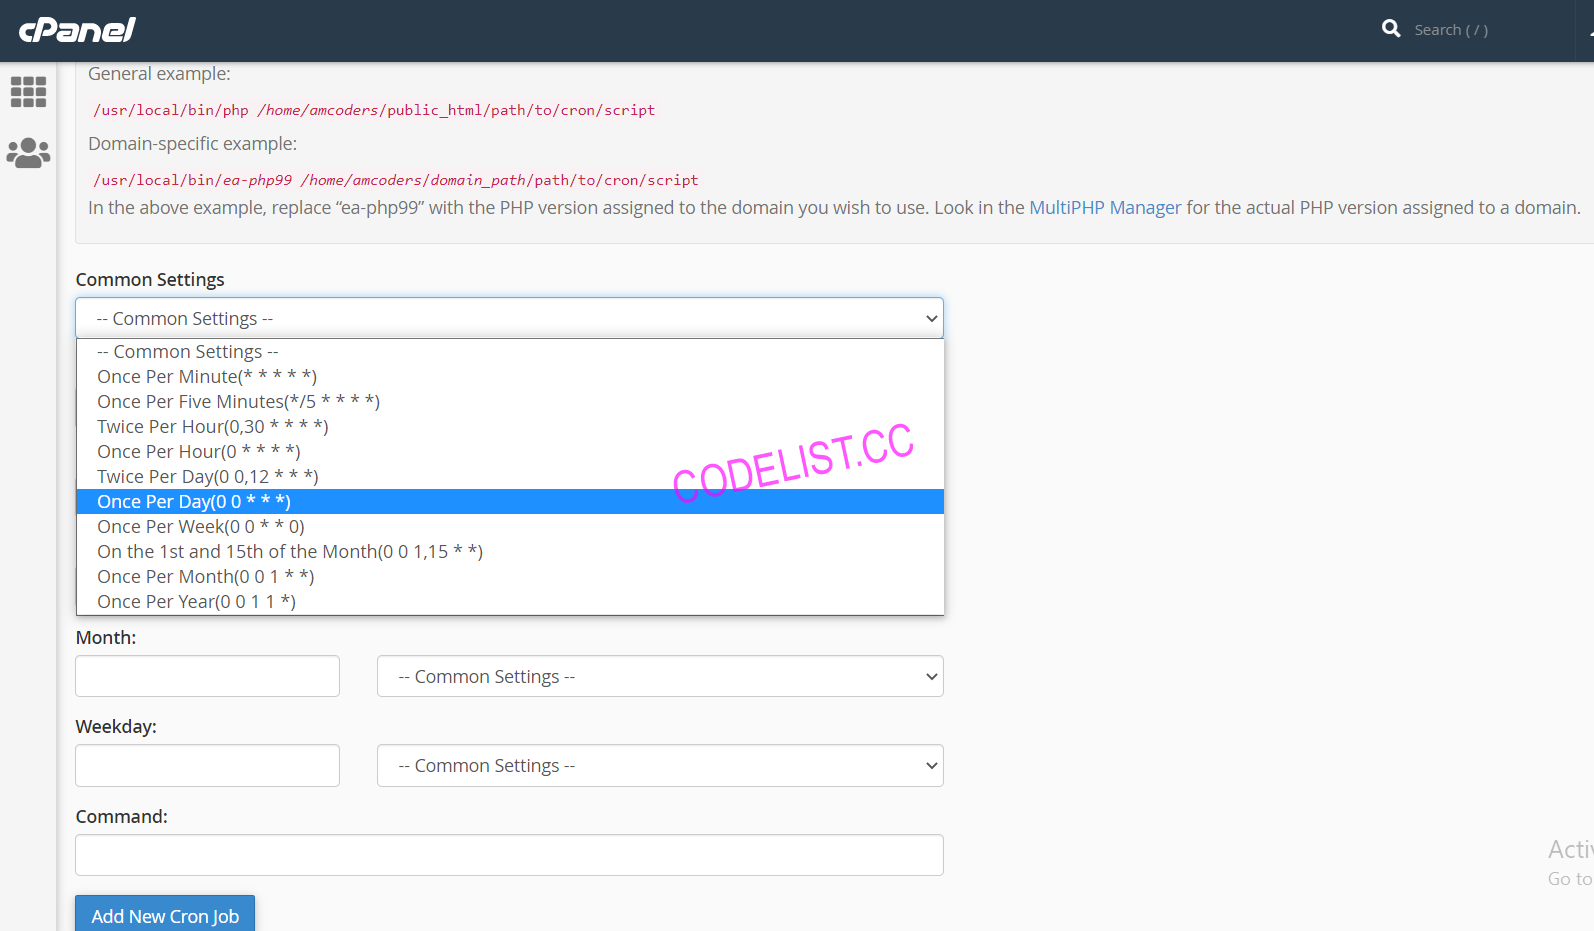 cPanel
Search ( / )
General example:
/usr/local/bin/php /home/amcoders/public_html/path/to/cron/script
Domain-specific example:
/usr/local/bin/ea-php99 /home/amcoders/domain_path/path/to/cron/script
In the above example, replace “ea-php99” with the PHP version assigned to the domain you wish to use. Look in the MultiPHP Manager for the actual PHP version assigned to a domain.
Common Settings
-- Common Settings --
-- Common Settings --
Once Per Minute(* * * * *)
Once Per Five Minutes(*/5 * * * *)
Twice Per Hour(0,30 * * * *)
Once Per Hour(0 * * * *)
Twice Per Day(0 0,12 * * *)
CODELIST.CC
Once Per Day(0 0 * * *)
Once Per Week(0 0 * * 0)
On the 1st and 15th of the Month(0 0 1,15 * *)
Once Per Month(0 0 1 * *)
Once Per Year(0 0 1 1 *)
Month:
-- Common Settings --
Weekday:
-- Common Settings --
Command:
Go to
Add New Cron Job